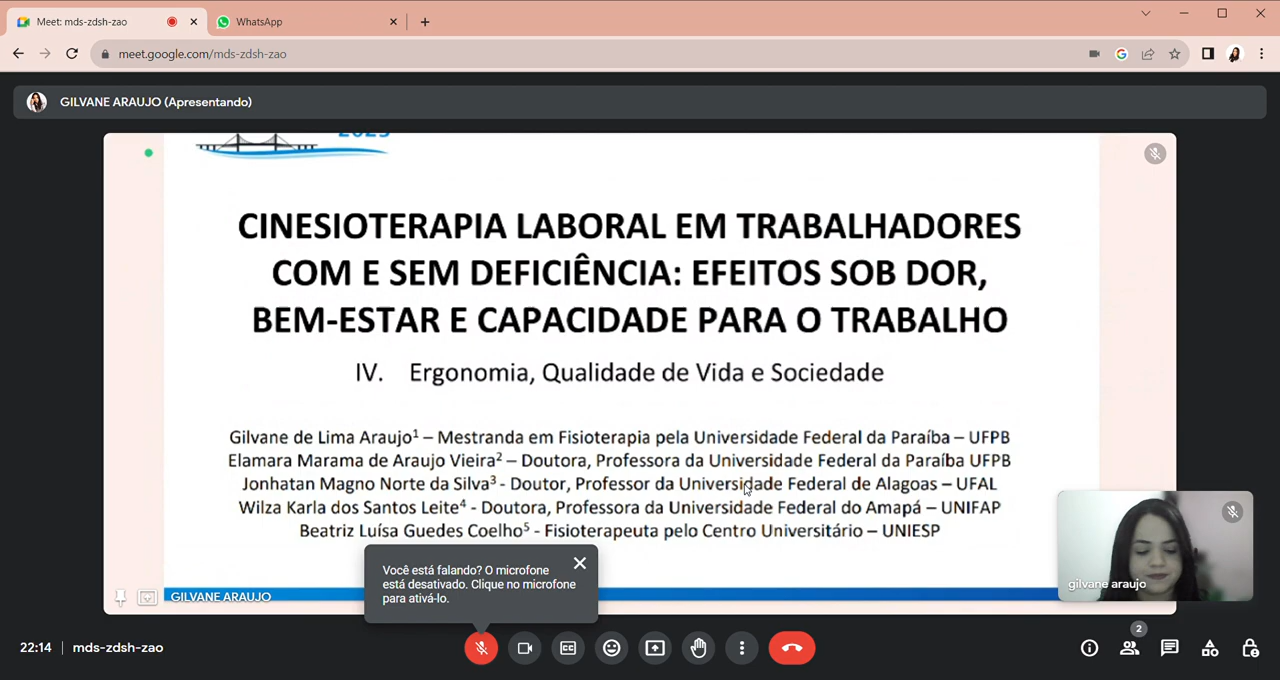 Meet: mds-zdsh-zao
WhatsApp
meet.google.com/mds-zdsh-zao
GILVANE ARAUJO (Apresentando)
2023
CINESIOTERAPIA LABORAL EM TRABALHADORES
COM E SEM DEFICIÊNCIA: EFEITOS SOB DOR,
BEM-ESTAR E CAPACIDADE PARA O TRABALHO
IV. Ergonomia, Qualidade de Vida e Sociedade
Gilvane de Lima Araujo¹ – Mestranda em Fisioterapia pela Universidade Federal da Paraíba – UFPB
Elamara Marama de Araujo Vieira² – Doutora, Professora da Universidade Federal da Paraíba UFPB
Jonhatan Magno Norte da Silva³ - Doutor, Professor da Universidade Federal de Alagoas – UFAL
Wilza Karla dos Santos Leite⁴ - Doutora, Professora da Universidade Federal do Amapá – UNIFAP
Beatriz Luísa Guedes Coelho⁵ - Fisioterapeuta pelo Centro Universitário – UNIESP
Você está falando? O microfone
está desativado. Clique no microfone
para ativá-lo.
gilvane araujo
GILVANE ARAUJO
22:14 | mds-zdsh-zao
2